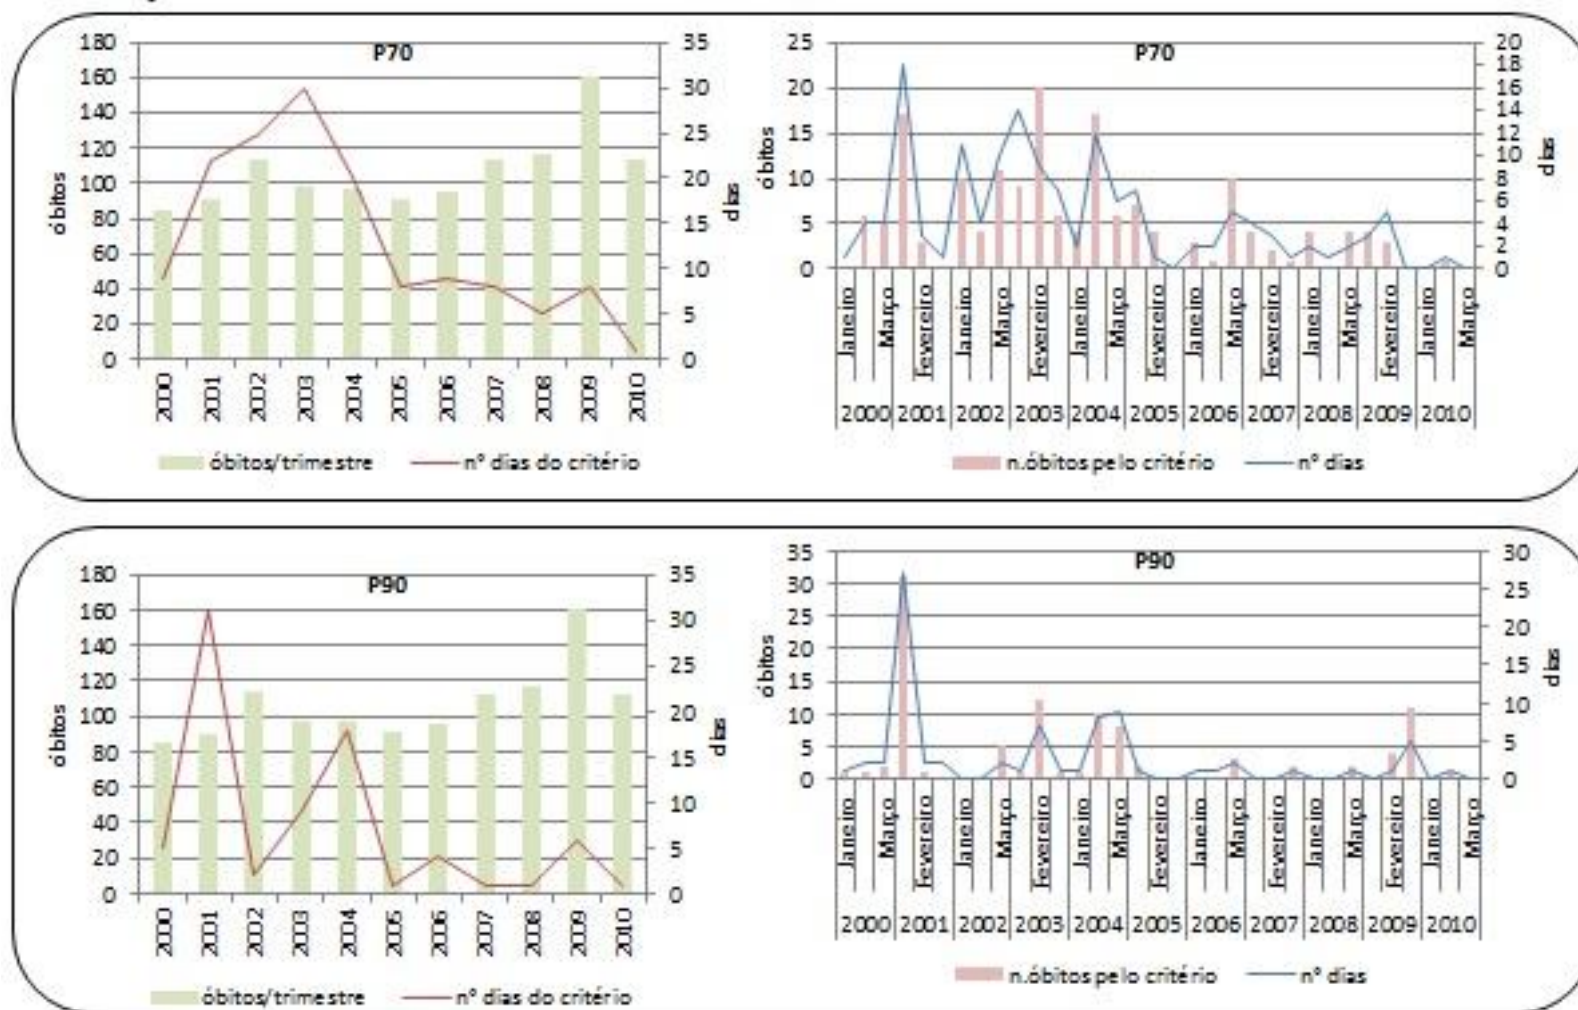 P70
180 160 140 120 100 80 60 40 20 0
óbitos
35 30 25 20 15 10 5 0
dias
2000 2001 2002 2003 2004 2005 2006 2007 2008 2009 2010
óbitos/trimestre nº dias do critério
P70
25 20 15 10 5 0
óbitos
20 18 16 14 12 10 8 6 4 2 0
dias
Janeiro Março Fevereiro Janeiro Março Fevereiro Janeiro Março Fevereiro Janeiro Março Fevereiro Janeiro Março Fevereiro Janeiro Março
2000 2001 2002 2003 2004 2005 2006 2007 2008 2009 2010
n.óbitos pelo critério nº dias
P90
180 160 140 120 100 80 60 40 20 0
óbitos
35 30 25 20 15 10 5 0
dias
2000 2001 2002 2003 2004 2005 2006 2007 2008 2009 2010
óbitos/trimestre nº dias do critério
P90
35 30 25 20 15 10 5 0
óbitos
30 25 20 15 10 5 0
dias
Janeiro Março Fevereiro Janeiro Março Fevereiro Janeiro Março Fevereiro Janeiro Março Fevereiro Janeiro Março Fevereiro Janeiro Março
2000 2001 2002 2003 2004 2005 2006 2007 2008 2009 2010
n.óbitos pelo critério nº dias